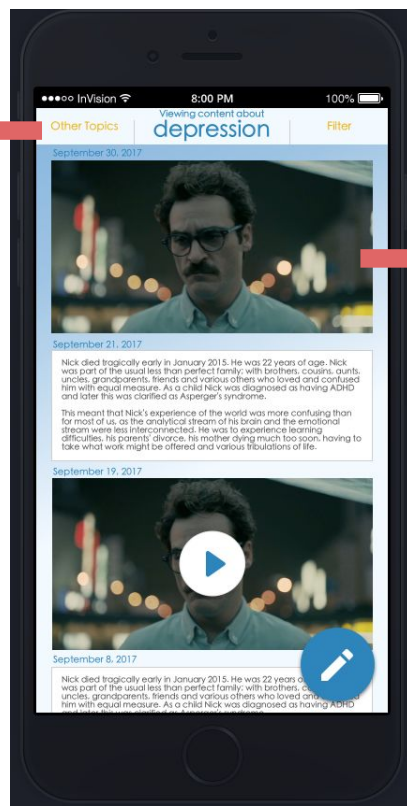 InVision 8:00 PM 100%
Viewing content about
Other Topics depression Filter
September 30, 2017
September 21, 2017
Nick died tragically early in January 2015. He was 22 years of age. Nick
was part of the usual less than perfect family; with brothers, cousins, aunts,
uncles, grandparents, friends and various others who loved and confused
him with equal measure. As a child Nick was diagnosed as having ADHD
and later this was clarified as Asperger's syndrome.
This meant that Nick's experience of the world was more confusing than
for most of us, as the analytical stream of his brain and the emotional
stream were less interconnected. He was to experience learning
difficulties, his parents' divorce, his mother dying much too soon, having to
take what work might be offered and various tribulations of life.
September 19, 2017
September 8, 2017
Nick died tragically early in January 2015. He was 22 years
was part of the usual less than perfect family; with brothers,
uncles, grandparents, friends and various others who loved and
him with equal measure. As a child Nick was diagnosed as having ADHD
and later this was clarified as Asperger's syndrome.